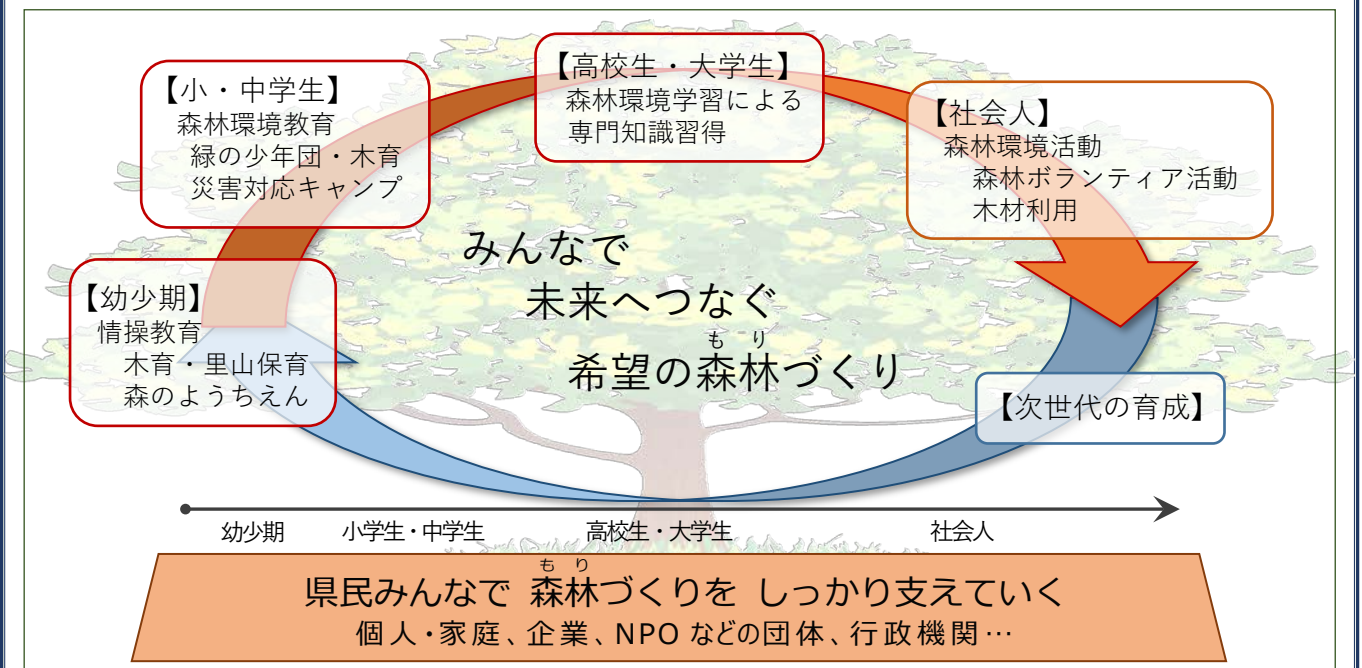 【高校生・大学生】
森林環境学習による
専門知識習得
【小・中学生】
森林環境教育
緑の少年団・木育
災害対応キャンプ
【社会人】
森林環境活動
森林ボランティア活動
木材利用
【幼少期】
情操教育
木育・里山保育
森のようちえん
みんなで
未来へつなぐ
もり
希望の森林づくり
【次世代の育成】
幼少期 小学生・中学生 高校生・大学生 社会人
もり
県民みんなで 森林づくりを しっかり支えていく
個人・家庭、企業、NPO などの団体、行政機関…